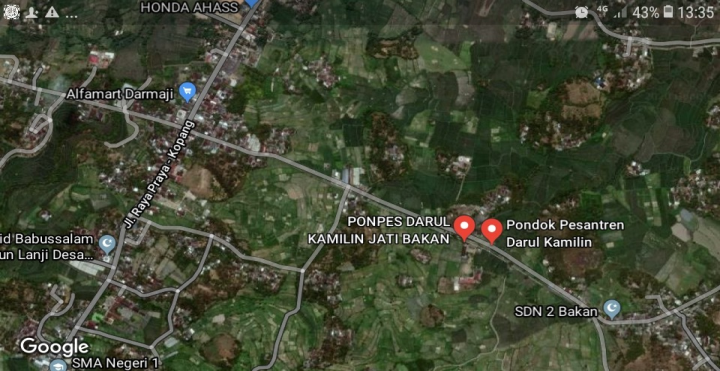 43% 13:35
4G
HONDA AHASS
Alfamart Darmaji
Jl. Raya Praya - Kopang
PONPES DARUL
KAMILIN JATI BAKAN
Pondok Pesantren
Darul Kamilin
id Babussalam
un Lanji Desa...
SDN 2 Bakan
Google
SMA Negeri 1